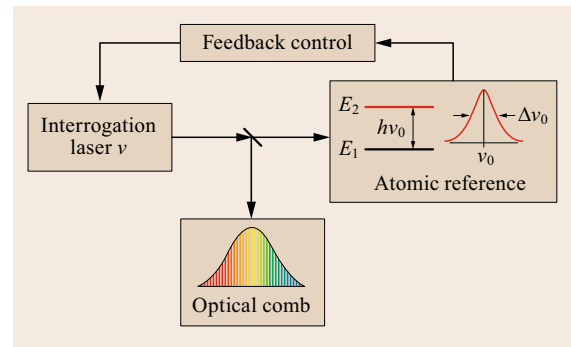 Feedback control
Interrogation
laser ν
E₂
hν₀
E₁
Δν₀
ν₀
Atomic reference
Optical comb